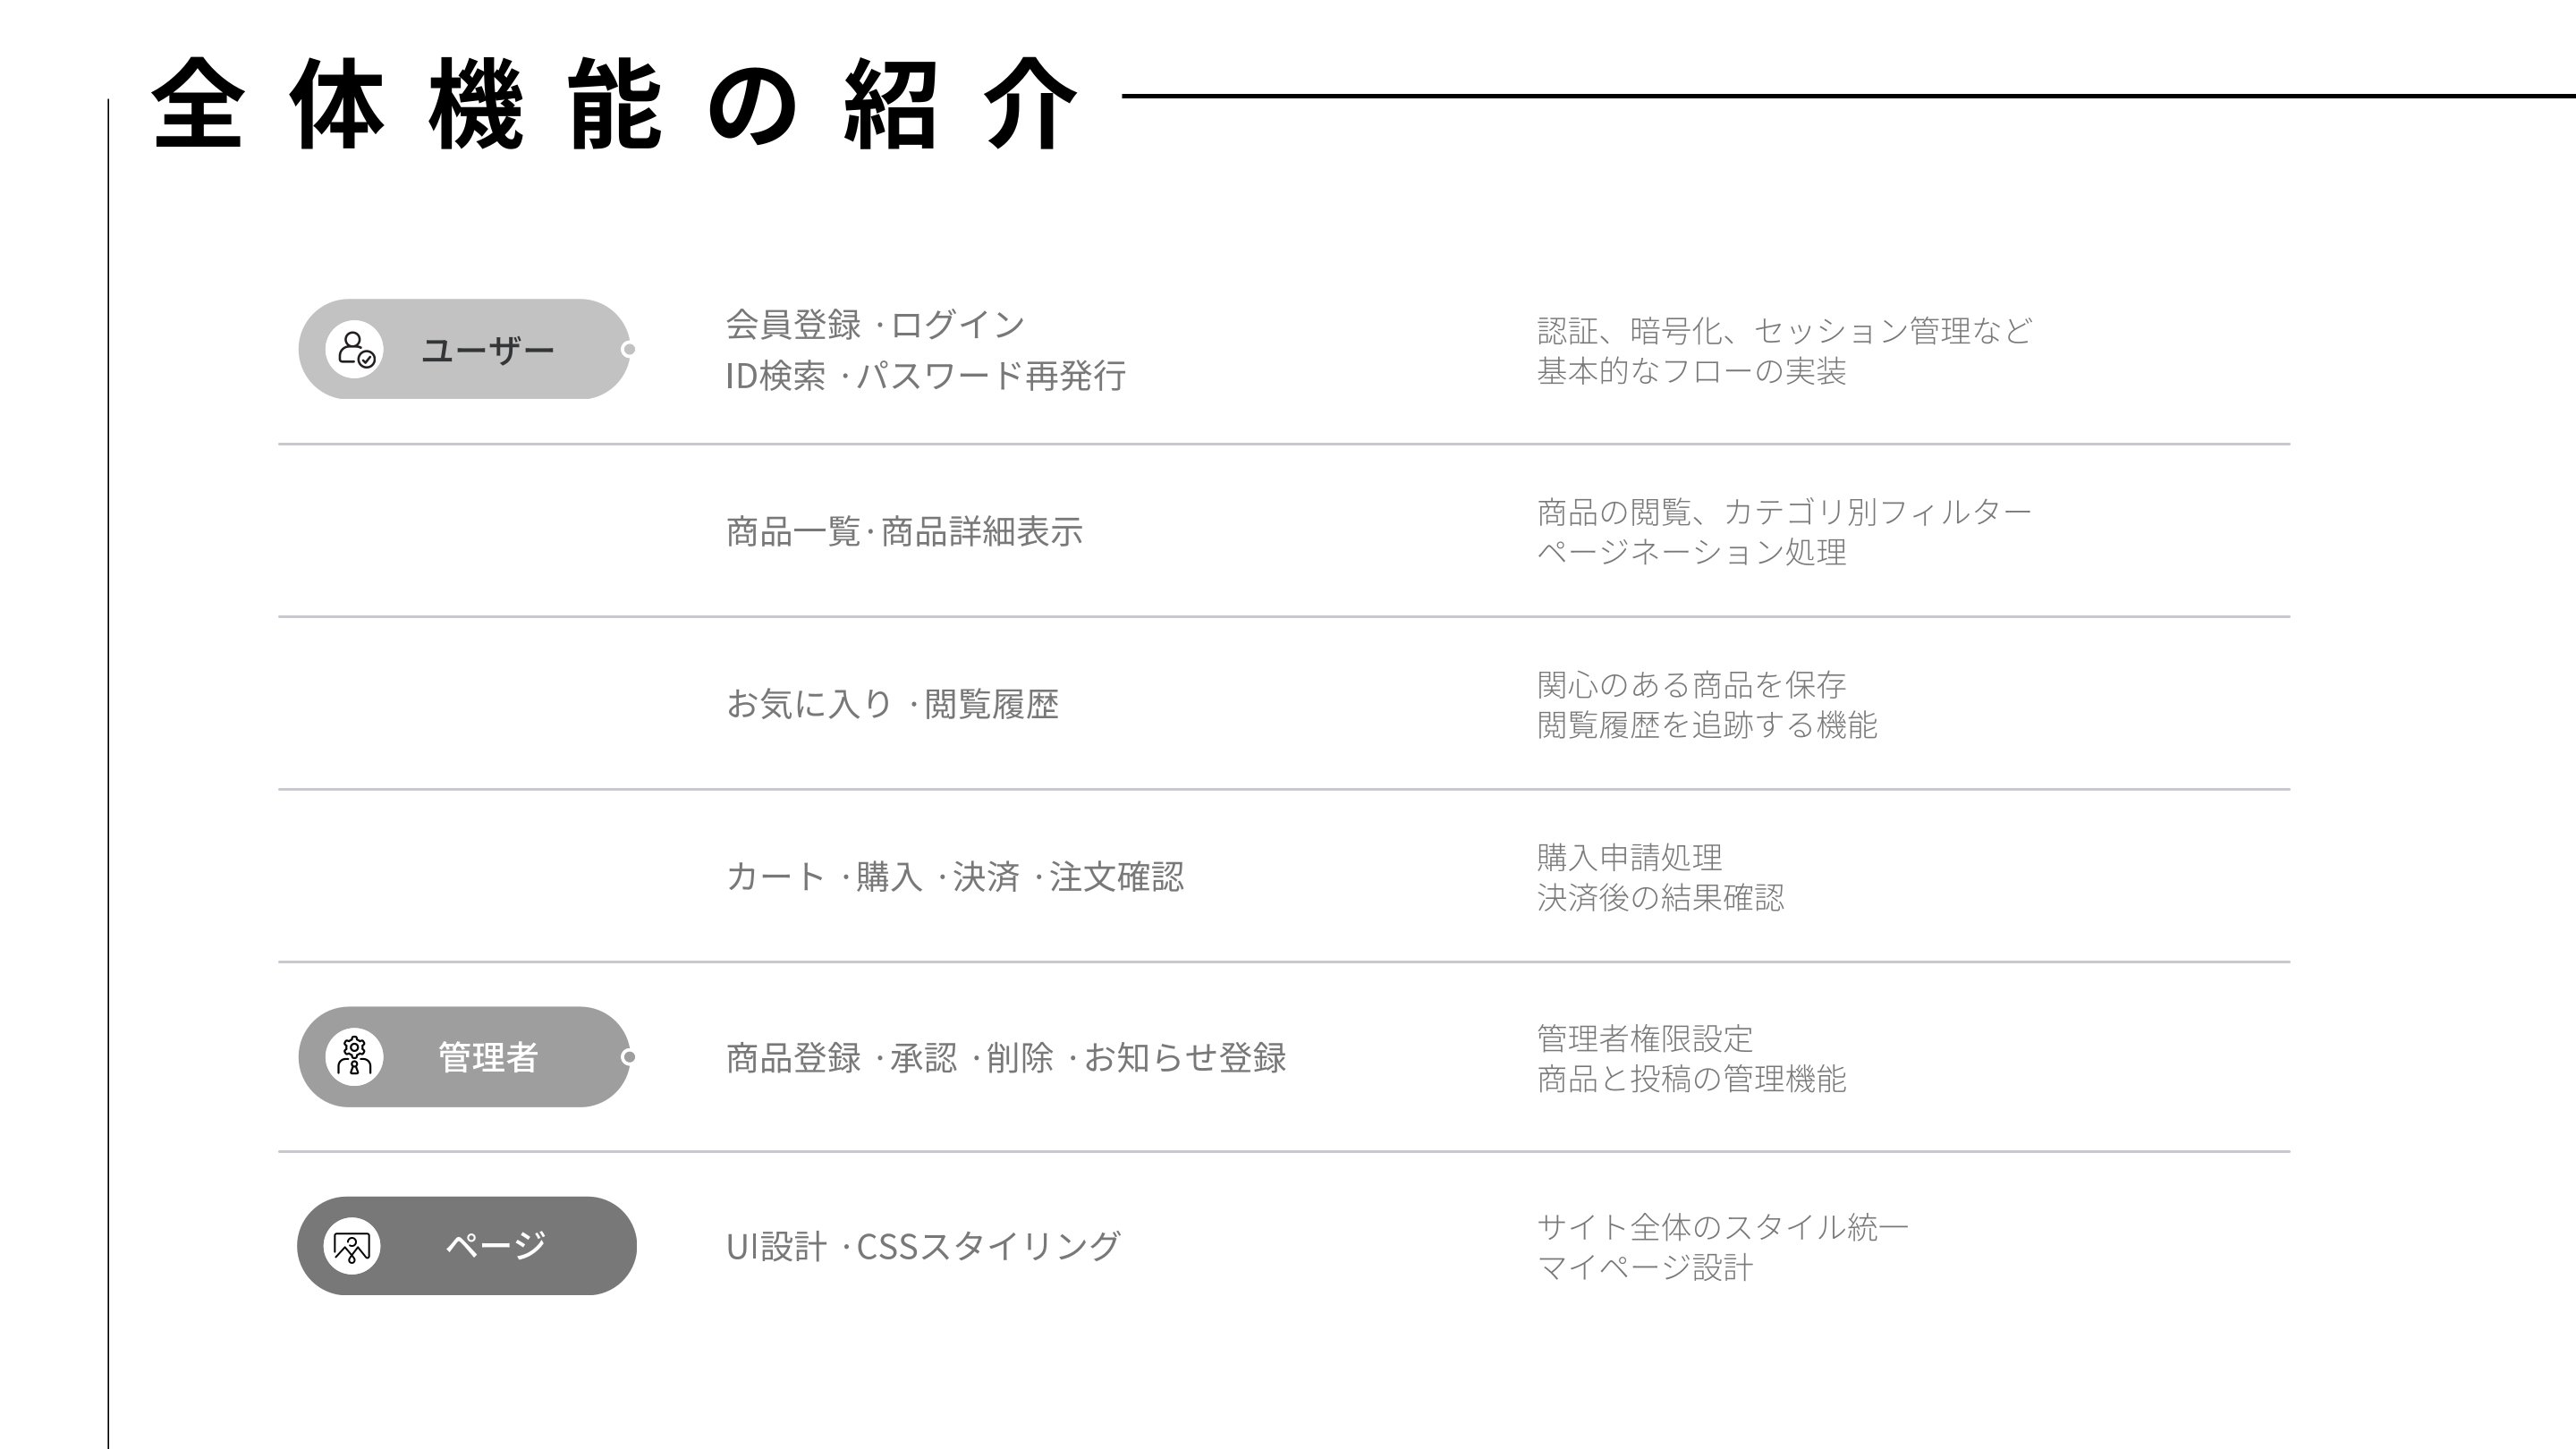 全体機能の紹介
ユーザー
会員登録 ·ログイン
ID検索 ·パスワード再発行
認証、暗号化、セッション管理など
基本的なフローの実装
商品一覧· 商品詳細表示
商品の閲覧、カテゴリ別フィルター
ページネーション処理
お気に入り ·閲覧履歴
関心のある商品を保存
閲覧履歴を追跡する機能
カート ·購入 ·決済 ·注文確認
購入申請処理
決済後の結果確認
管理者
商品登録 ·承認 ·削除 ·お知らせ登録
管理者権限設定
商品と投稿の管理機能
ページ
UI設計 ·CSSスタイリング
サイト全体のスタイル統一
マイページ設計